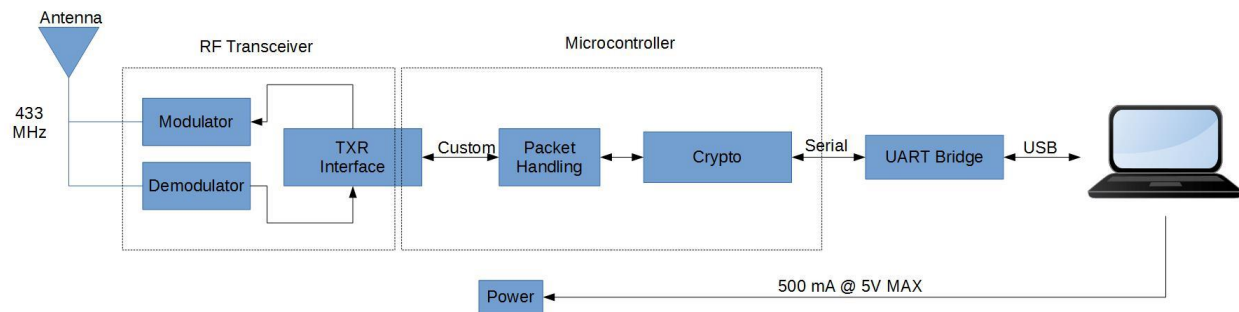 Antenna
RF Transceiver
Microcontroller
433
MHz
Modulator
Demodulator
TXR
Interface
Custom
Packet
Handling
Crypto
Serial
UART Bridge
USB
Power
500 mA @ 5V MAX